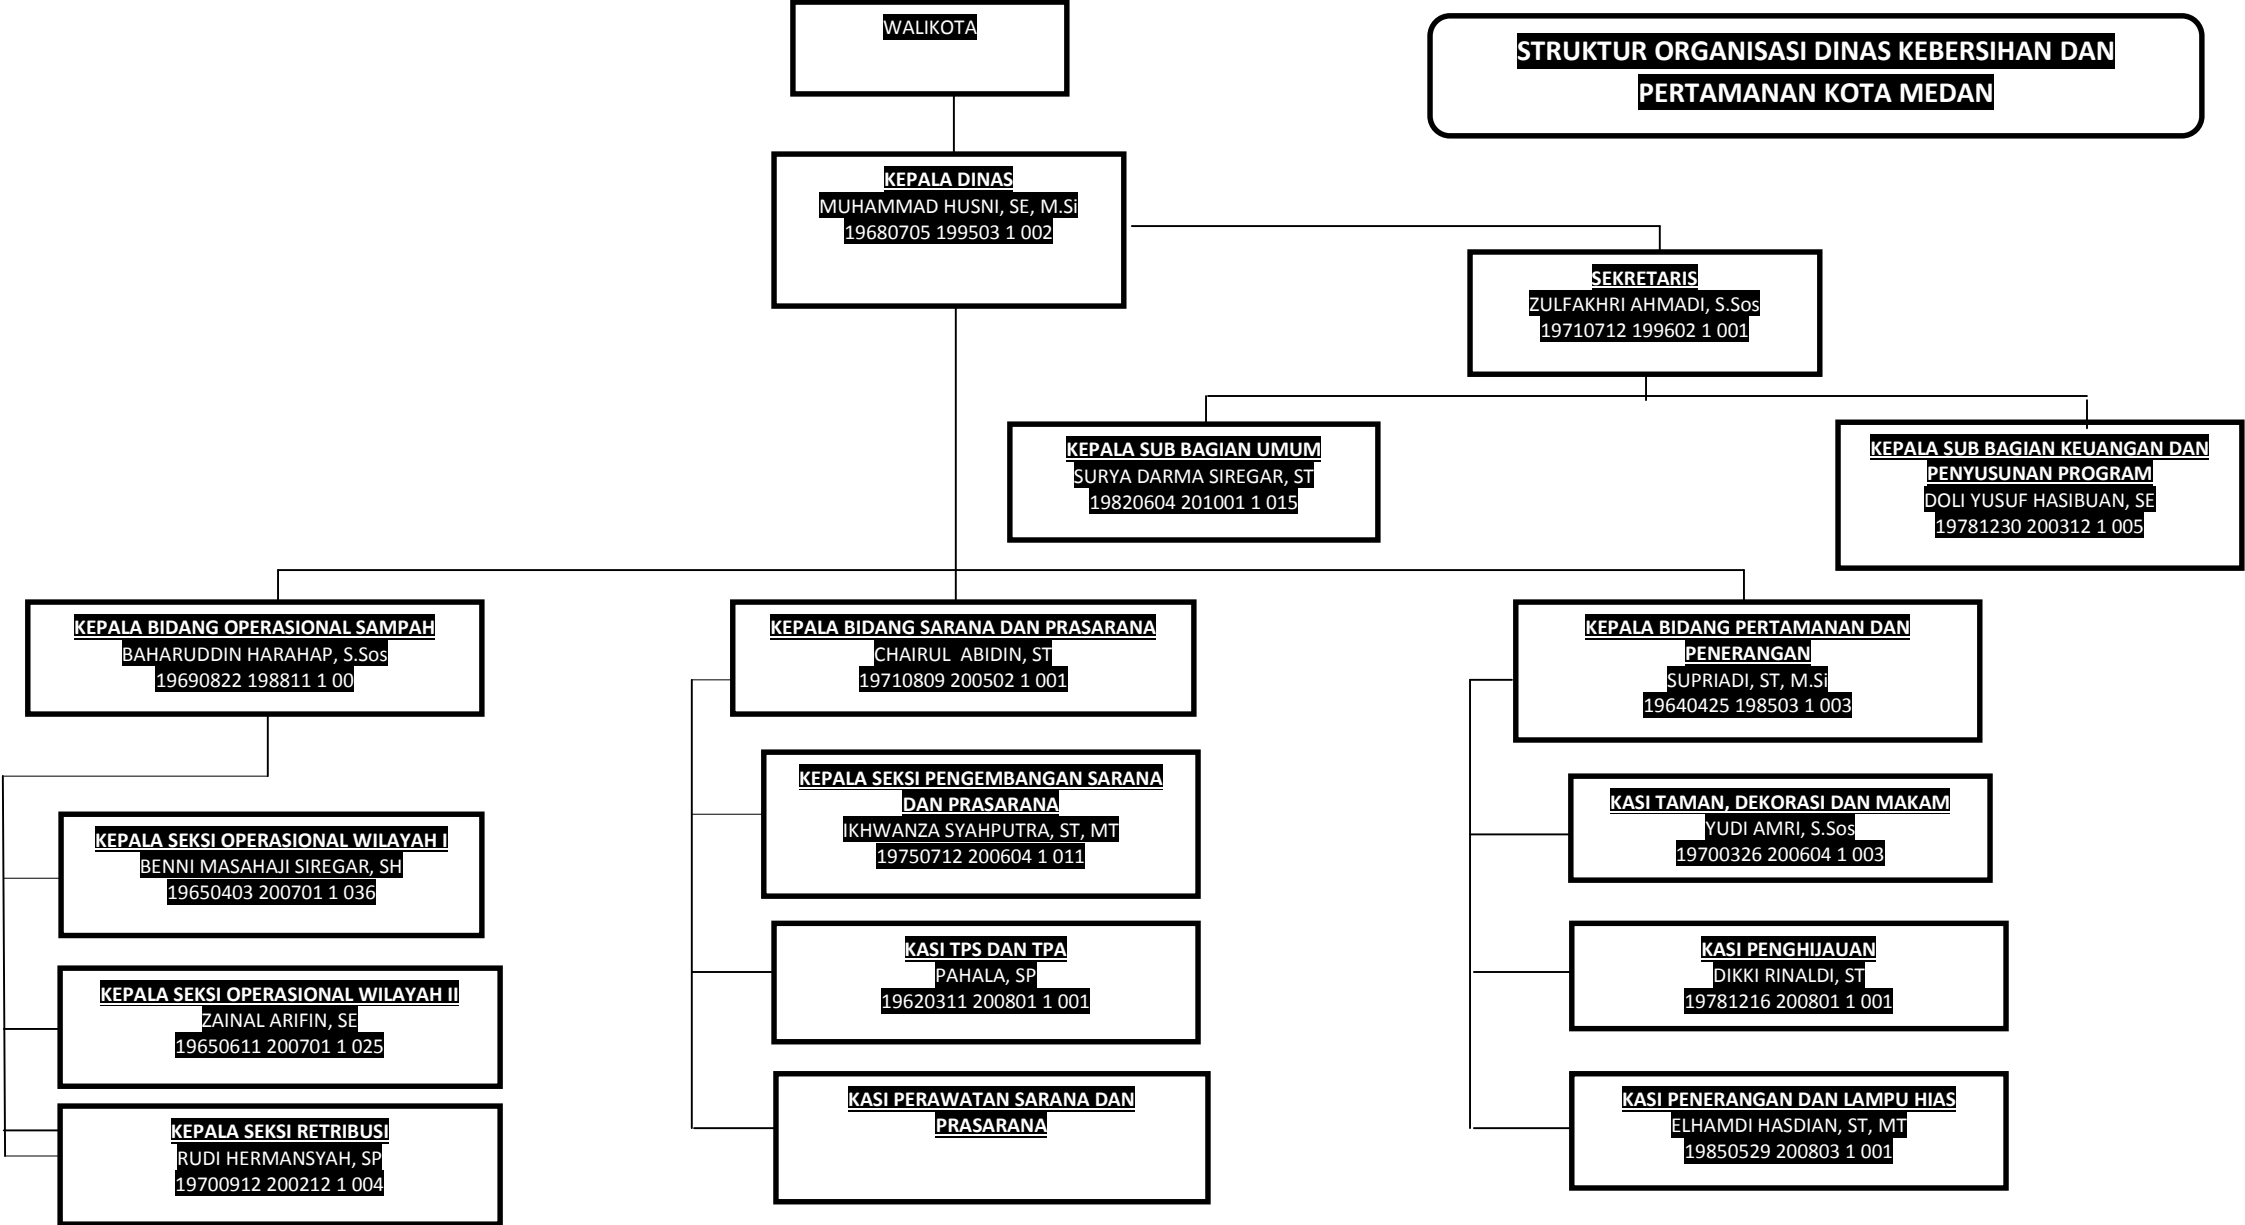 WALIKOTA
STRUKTUR ORGANISASI DINAS KEBERSIHAN DAN
PERTAMANAN KOTA MEDAN
KEPALA DINAS
MUHAMMAD HUSNI, SE, M.Si
19680705 199503 1 002
SEKRETARIS
ZULFAKHRI AHMADI, S.Sos
19710712 199602 1 001
KEPALA SUB BAGIAN UMUM
SURYA DARMA SIREGAR, ST
19820604 201001 1 015
KEPALA SUB BAGIAN KEUANGAN DAN
PENYUSUNAN PROGRAM
DOLI YUSUF HASIBUAN, SE
19781230 200312 1 005
KEPALA BIDANG OPERASIONAL SAMPAH
BAHARUDDIN HARAHAP, S.Sos
19690822 198811 1 00
KEPALA SEKSI OPERASIONAL WILAYAH I
BENNI MASAHAJI SIREGAR, SH
19650403 200701 1 036
KEPALA SEKSI OPERASIONAL WILAYAH II
ZAINAL ARIFIN, SE
19650611 200701 1 025
KEPALA SEKSI RETRIBUSI
RUDI HERMANSYAH, SP
19700912 200212 1 004
KEPALA BIDANG SARANA DAN PRASARANA
CHAIRUL  ABIDIN, ST
19710809 200502 1 001
KEPALA SEKSI PENGEMBANGAN SARANA
DAN PRASARANA
IKHWANZA SYAHPUTRA, ST, MT
19750712 200604 1 011
KASI TPS DAN TPA
PAHALA, SP
19620311 200801 1 001
KASI PERAWATAN SARANA DAN
PRASARANA
KEPALA BIDANG PERTAMANAN DAN
PENERANGAN
SUPRIADI, ST, M.Si
19640425 198503 1 003
KASI TAMAN, DEKORASI DAN MAKAM
YUDI AMRI, S.Sos
19700326 200604 1 003
KASI PENGHIJAUAN
DIKKI RINALDI, ST
19781216 200801 1 001
KASI PENERANGAN DAN LAMPU HIAS
ELHAMDI HASDIAN, ST, MT
19850529 200803 1 001